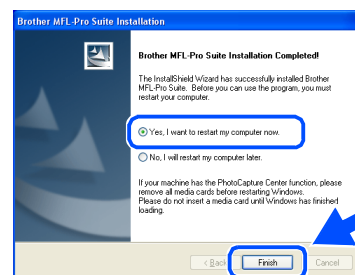 Brother MFL-Pro Suite Installation
Brother MFL-Pro Suite Installation Completed!
The InstallShield Wizard has successfully installed Brother
MFL-Pro Suite. Before you can use the program, you must
restart your computer.
Yes, I want to restart my computer now.
No, I will restart my computer later.
If your machine has the PhotoCapture Center function, please
remove all media cards before restarting Windows.
Please do not insert a media card until Windows has finished
loading.
< Back Finish Cancel